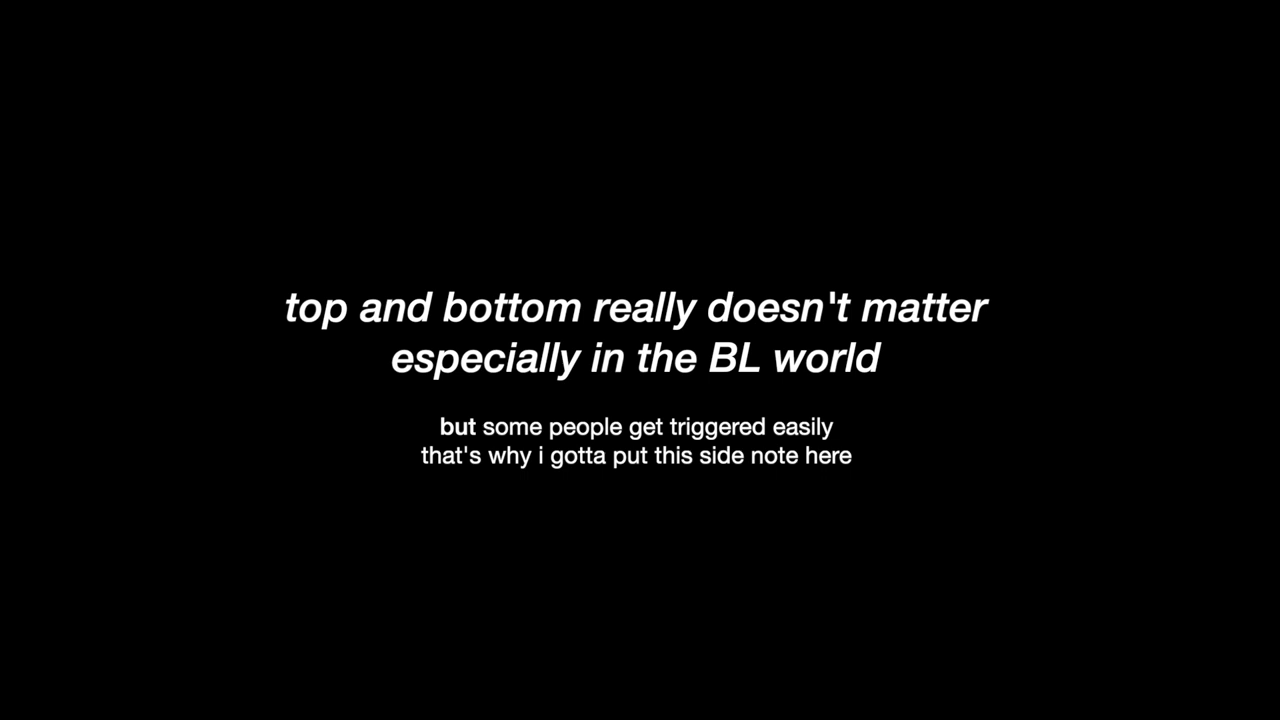 top and bottom really doesn't matter
especially in the BL world
but some people get triggered easily
that's why i gotta put this side note here